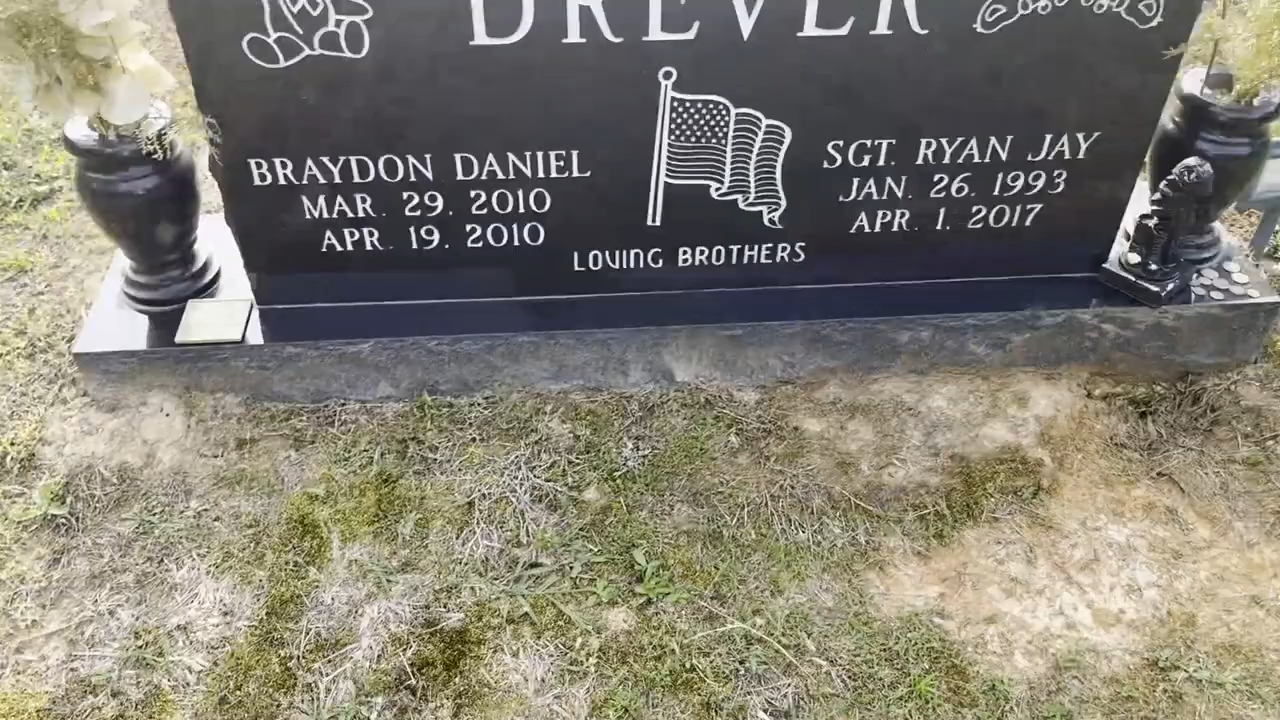 DREVER
BRAYDON DANIEL
MAR. 29. 2010
APR. 19. 2010
SGT. RYAN JAY
JAN. 26. 1993
APR. 1. 2017
LOVING BROTHERS